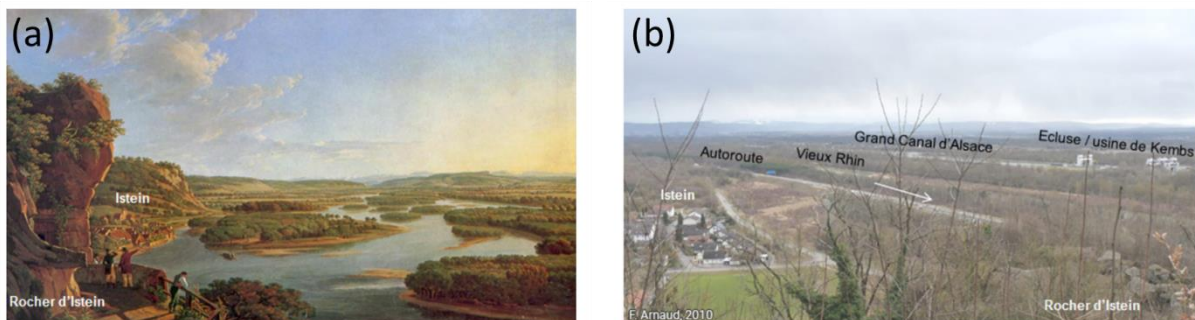 (a)
Istein
Rocher d'Istein
(b)
Grand Canal d'Alsace
Ecluse / usine de Kembs
Autoroute
Vieux Rhin
Istein
Rocher d'Istein
F. Arnaud, 2010